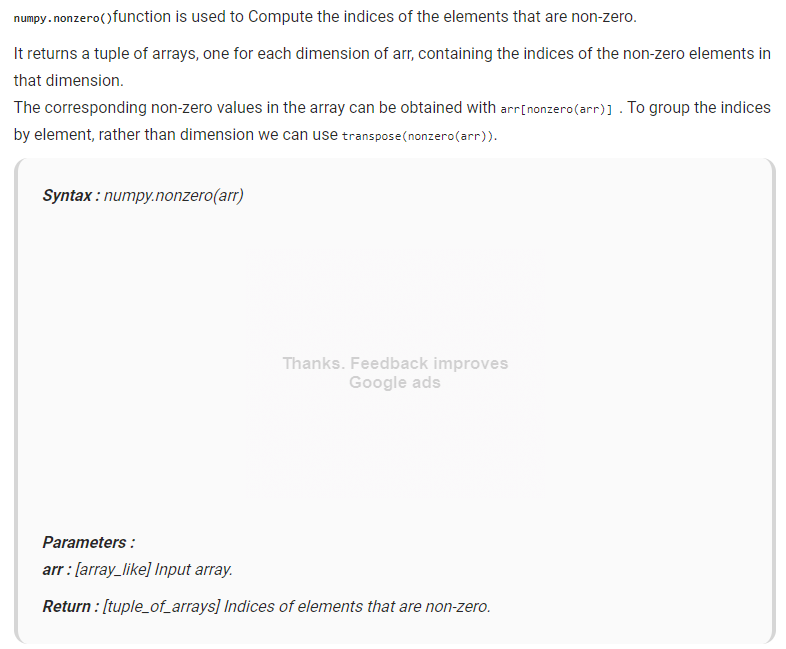 numpy.nonzero()function is used to Compute the indices of the elements that are non-zero.
It returns a tuple of arrays, one for each dimension of arr, containing the indices of the non-zero elements in
that dimension.
The corresponding non-zero values in the array can be obtained with arr[nonzero(arr)] . To group the indices
by element, rather than dimension we can use transpose(nonzero(arr)).
Syntax : numpy.nonzero(arr)
Thanks. Feedback improves
Google ads
Parameters :
arr : [array_like] Input array.
Return : [tuple_of_arrays] Indices of elements that are non-zero.